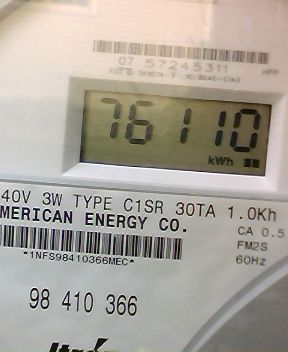 07 57245311
76110
kWh
40V 3W TYPE C1SR 30TA 1.0Kh
MERICAN ENERGY CO.
CA 0.5
FM2S
60Hz
*1NFS98410366MEC*
98 410 366
Itrón